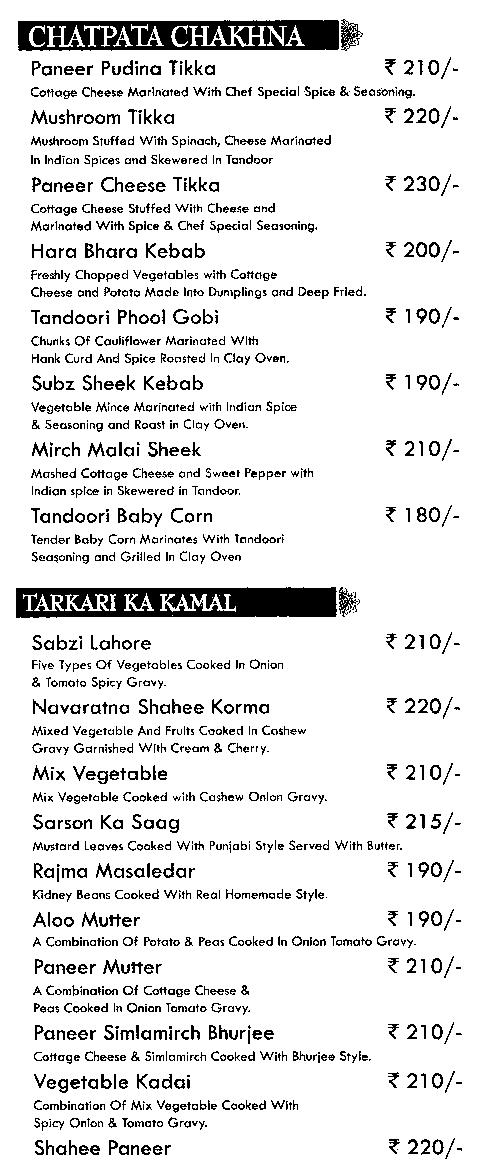 CHATPATA CHAKHNA
Paneer Pudina Tikka ₹ 210/-
Cottage Cheese Marinated With Chef Special Spice & Seasoning.
Mushroom Tikka ₹ 220/-
Mushroom Stuffed With Spinach, Cheese Marinated
In Indian Spices and Skewered In Tandoor
Paneer Cheese Tikka ₹ 230/-
Cottage Cheese Stuffed With Cheese and
Marinated With Spice & Chef Special Seasoning.
Hara Bhara Kebab ₹ 200/-
Freshly Chopped Vegetables with Cottage
Cheese and Potato Made Into Dumplings and Deep Fried.
Tandoori Phool Gobi ₹ 190/-
Chunks Of Cauliflower Marinated With
Hank Curd And Spice Roasted In Clay Oven.
Subz Sheek Kebab ₹ 190/-
Vegetable Mince Marinated with Indian Spice
& Seasoning and Roast in Clay Oven.
Mirch Malai Sheek ₹ 210/-
Mashed Cottage Cheese and Sweet Pepper with
Indian spice in Skewered in Tandoor.
Tandoori Baby Corn ₹ 180/-
Tender Baby Corn Marinates With Tandoori
Seasoning and Grilled In Clay Oven
TARKARI KA KAMAL
Sabzi Lahore ₹ 210/-
Five Types Of Vegetables Cooked In Onion
& Tomato Spicy Gravy.
Navaratna Shahee Korma ₹ 220/-
Mixed Vegetable And Fruits Cooked In Cashew
Gravy Garnished With Cream & Cherry.
Mix Vegetable ₹ 210/-
Mix Vegetable Cooked with Cashew Onion Gravy.
Sarson Ka Saag ₹ 215/-
Mustard Leaves Cooked With Punjabi Style Served With Butter.
Rajma Masaledar ₹ 190/-
Kidney Beans Cooked With Real Homemade Style.
Aloo Mutter ₹ 190/-
A Combination Of Potato & Peas Cooked In Onion Tomato Gravy.
Paneer Mutter ₹ 210/-
A Combination Of Cottage Cheese &
Peas Cooked In Onion Tomato Gravy.
Paneer Simlamirch Bhurjee ₹ 210/-
Cottage Cheese & Simlamirch Cooked With Bhurjee Style.
Vegetable Kadai ₹ 210/-
Combination Of Mix Vegetable Cooked With
Spicy Onion & Tomato Gravy.
Shahee Paneer ₹ 220/-